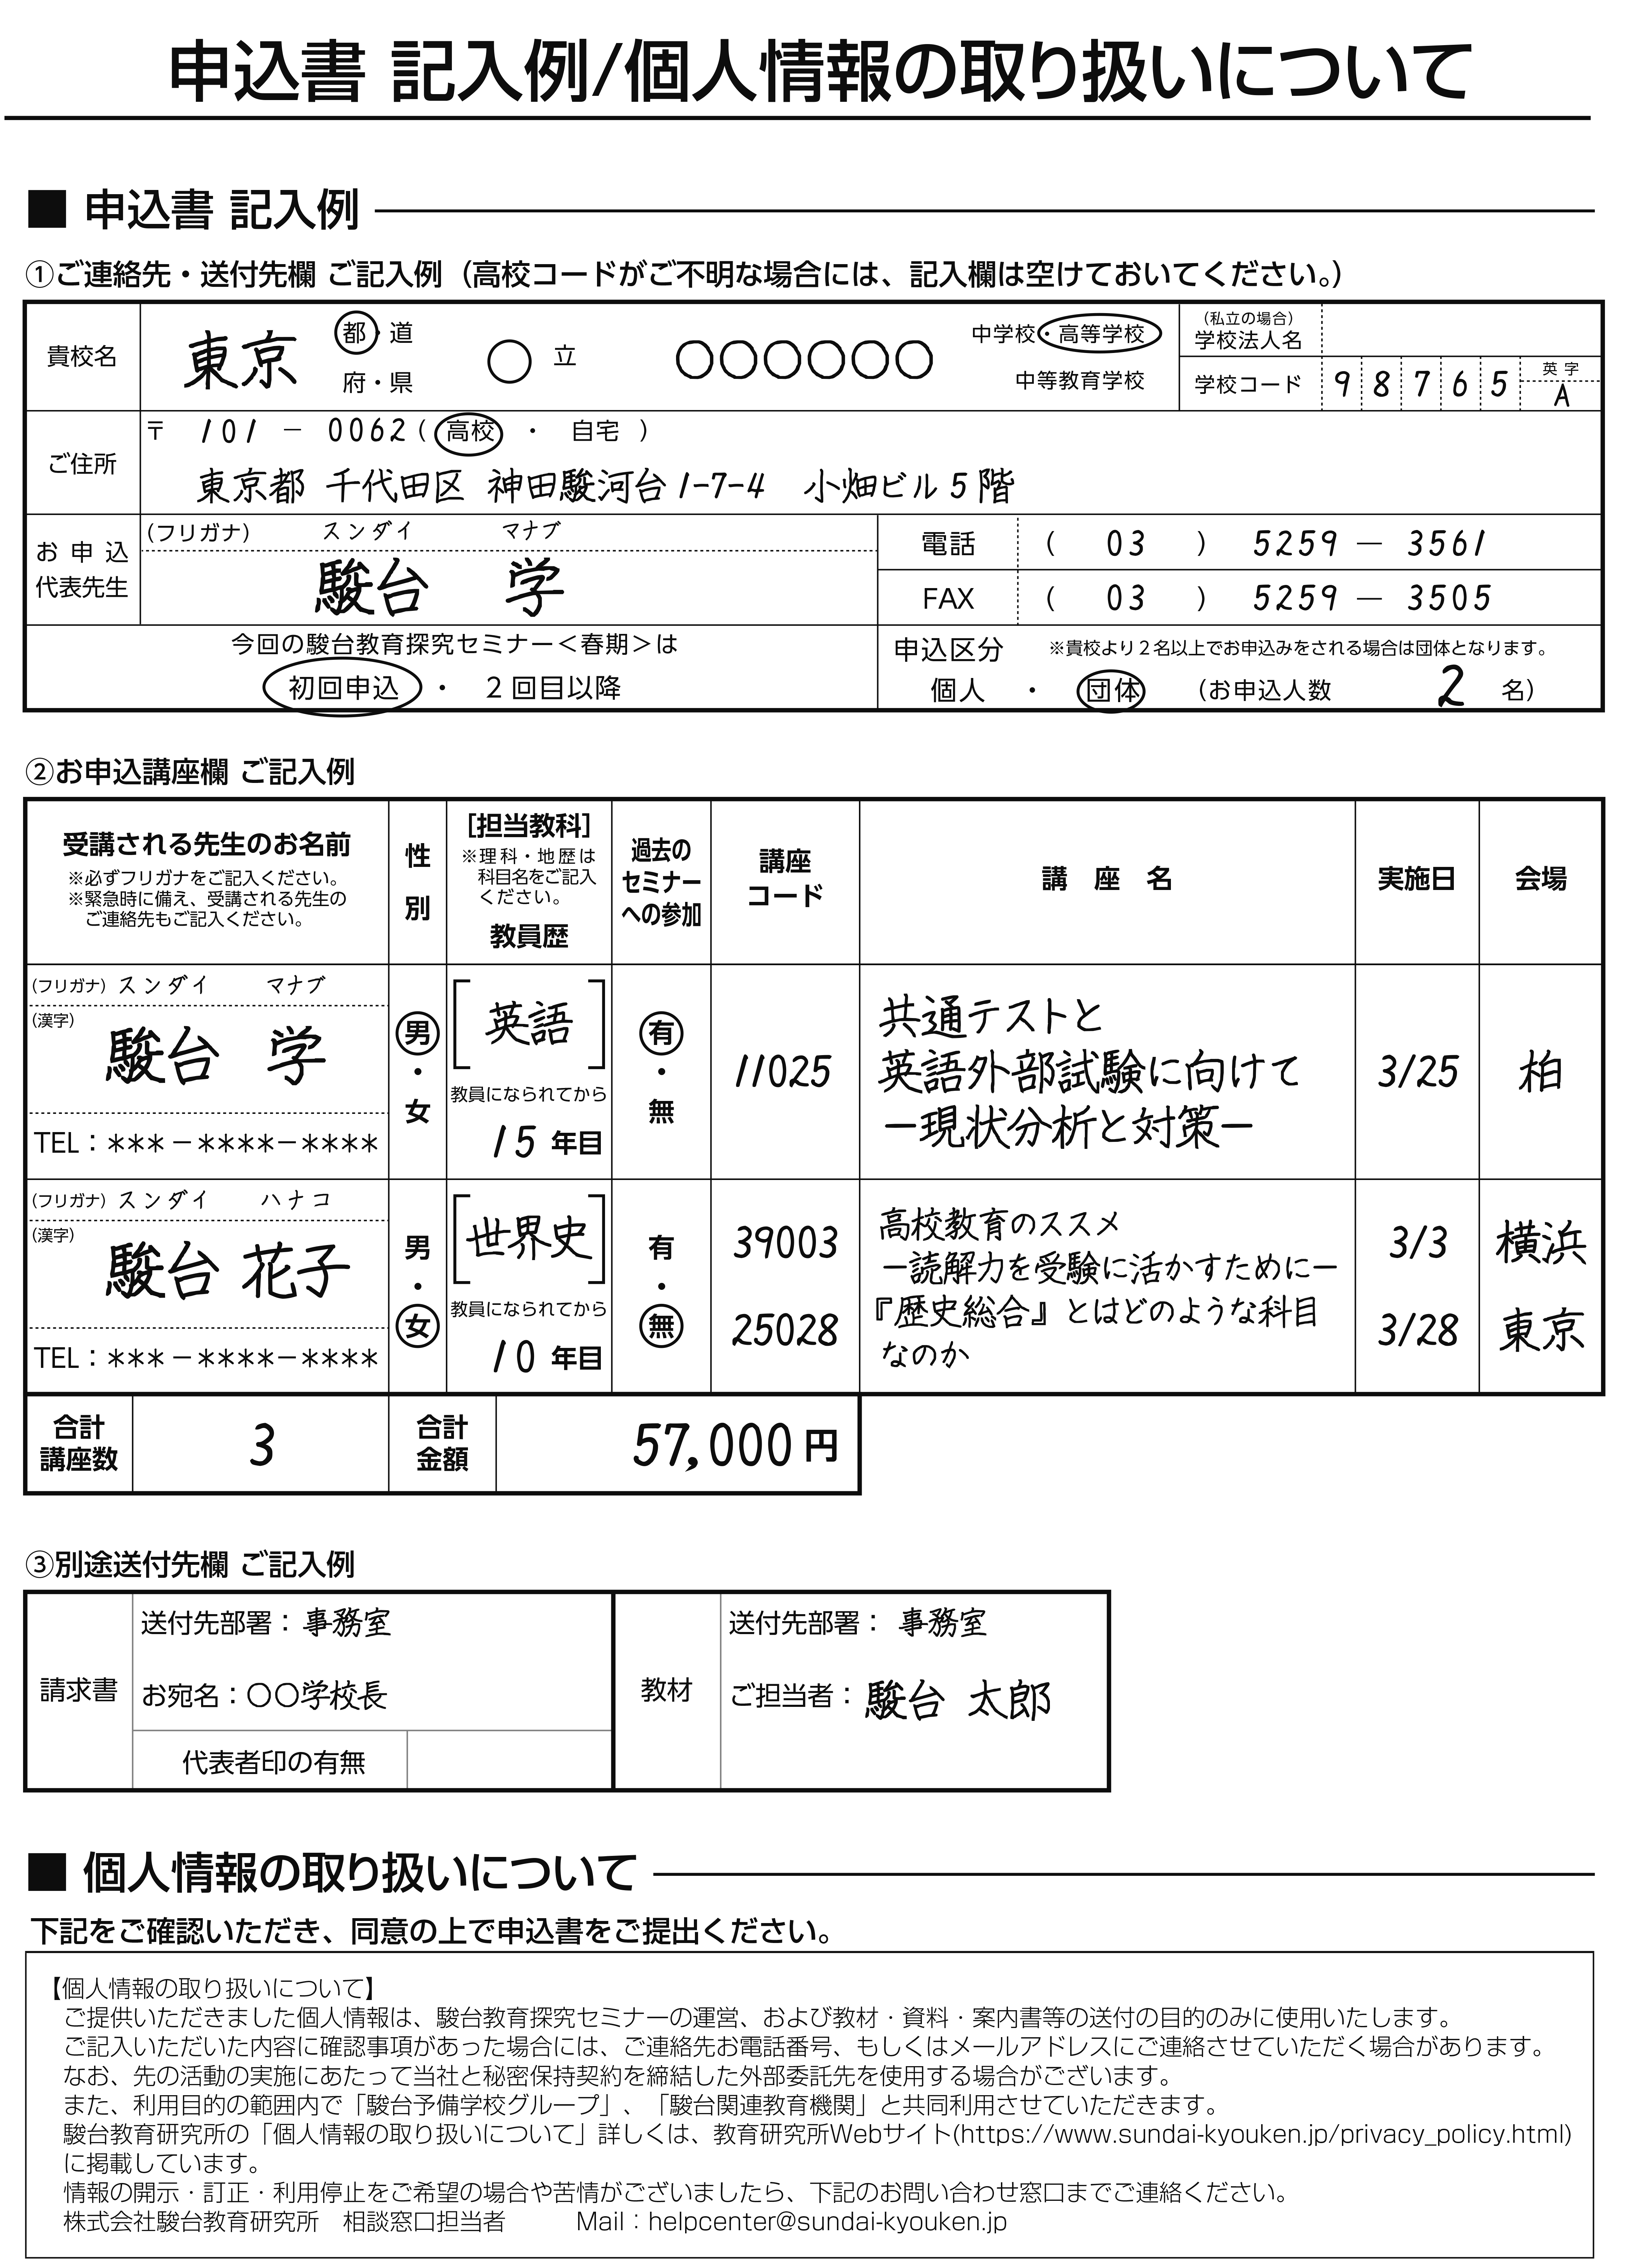 申込書 記入例/個人情報の取り扱いについて
■ 申込書 記入例
①ご連絡先・送付先欄 ご記入例（高校コードがご不明な場合には、記入欄は空けておいてください。）
貴校名
東京
都・道
府・県
〇 立
〇〇〇〇〇〇
中学校・高等学校
中等教育学校
（私立の場合）
学校法人名
学校コード
9 8 7 6 5
英字
A
ご住所
〒 101 － 0062（ 高校 ・ 自宅 ）
東京都 千代田区 神田駿河台1-7-4 小畑ビル5階
お申込
代表先生
（フリガナ） スンダイ マナブ
駿台 学
電話 （ 03 ） 5259 — 3561
FAX （ 03 ） 5259 — 3505
今回の駿台教育探究セミナー＜春期＞は
初回申込 ・ 2回目以降
申込区分 ※貴校より2名以上でお申込みをされる場合は団体となります。
個人 ・ 団体 （お申込人数 2 名）
②お申込講座欄 ご記入例
受講される先生のお名前
※必ずフリガナをご記入ください。
※緊急時に備え、受講される先生の
ご連絡先もご記入ください。
性
別
［担当教科］
※理科・地歴は
科目名をご記入
ください。
教員歴
過去の
セミナー
への参加
講座
コード
講 座 名
実施日
会場
（フリガナ） スンダイ マナブ
（漢字）
駿台 学
TEL：＊＊＊－＊＊＊＊－＊＊＊＊
男
・
女
［英語］
教員になられてから
15 年目
有
・
無
11025
共通テストと
英語外部試験に向けて
ー現状分析と対策ー
3/25
柏
（フリガナ） スンダイ ハナコ
（漢字）
駿台 花子
TEL：＊＊＊－＊＊＊＊－＊＊＊＊
男
・
女
［世界史］
教員になられてから
10 年目
有
・
無
39003
高校教育のススメ
ー読解力を受験に活かすためにー
3/3
横浜
25028
『歴史総合』とはどのような科目
なのか
3/28
東京
合計
講座数
3
合計
金額
57,000 円
③別途送付先欄 ご記入例
請求書
送付先部署：事務室
お宛名：〇〇学校長
代表者印の有無
教材
送付先部署： 事務室
ご担当者： 駿台 太郎
■ 個人情報の取り扱いについて
下記をご確認いただき、同意の上で申込書をご提出ください。
【個人情報の取り扱いについて】
ご提供いただきました個人情報は、駿台教育探究セミナーの運営、および教材・資料・案内書等の送付の目的のみに使用いたします。
ご記入いただいた内容に確認事項があった場合には、ご連絡先お電話番号、もしくはメールアドレスにご連絡させていただく場合があります。
なお、先の活動の実施にあたって当社と秘密保持契約を締結した外部委託先を使用する場合がございます。
また、利用目的の範囲内で「駿台予備学校グループ」、「駿台関連教育機関」と共同利用させていただきます。
駿台教育研究所の「個人情報の取り扱いについて」詳しくは、教育研究所Webサイト(https://www.sundai-kyouken.jp/privacy_policy.html)
に掲載しています。
情報の開示・訂正・利用停止をご希望の場合や苦情がございましたら、下記のお問い合わせ窓口までご連絡ください。
株式会社駿台教育研究所 相談窓口担当者 Mail：helpcenter@sundai-kyouken.jp